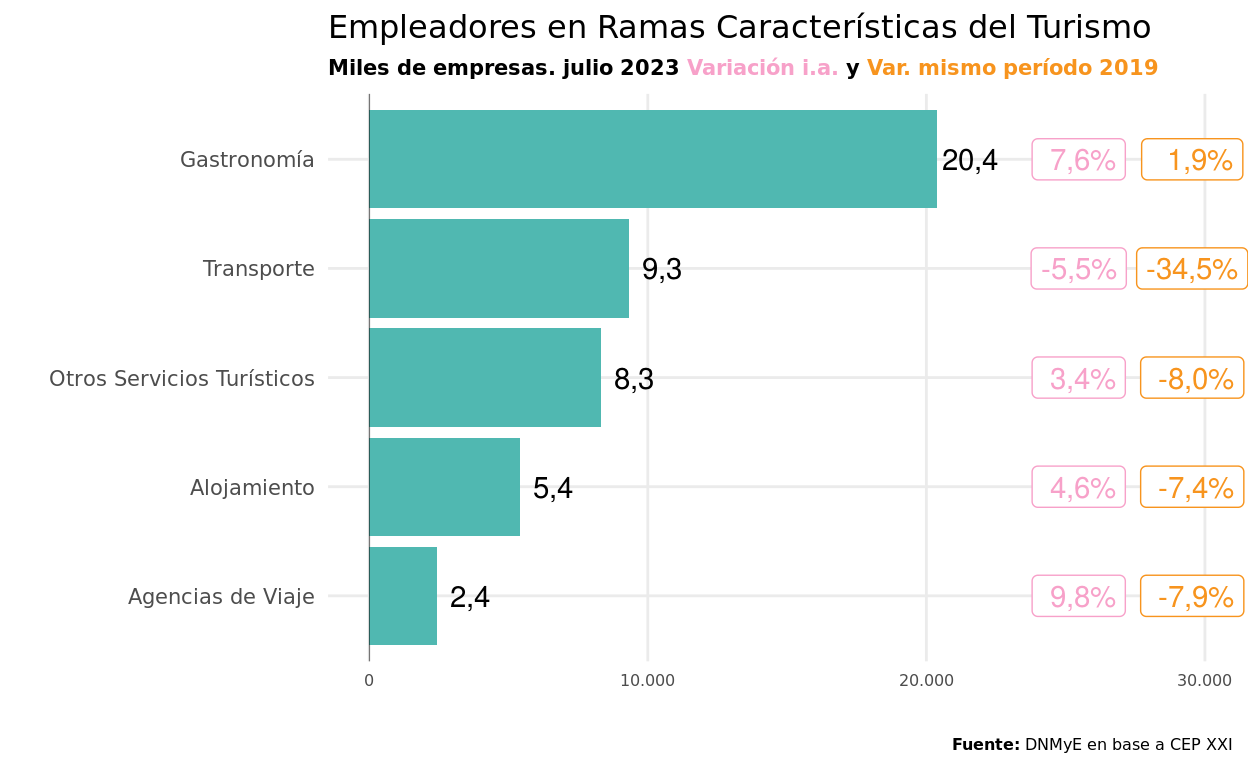 Empleadores en Ramas Características del Turismo
Miles de empresas. julio 2023 Variación i.a. y Var. mismo período 2019
Gastronomía 20,4 7,6% 1,9%
Transporte 9,3 -5,5% -34,5%
Otros Servicios Turísticos 8,3 3,4% -8,0%
Alojamiento 5,4 4,6% -7,4%
Agencias de Viaje 2,4 9,8% -7,9%
0 10.000 20.000 30.000
Fuente: DNMyE en base a CEP XXI